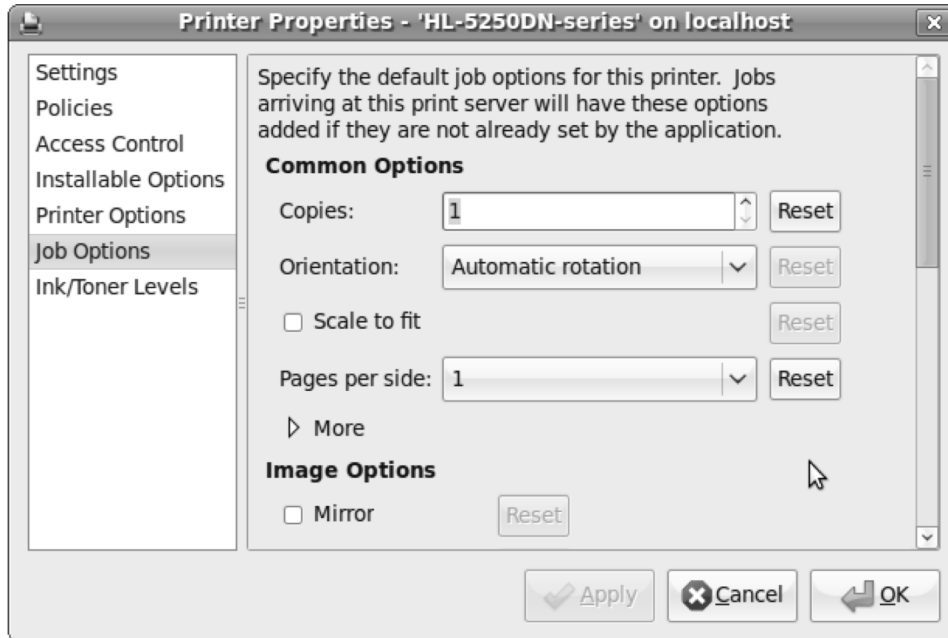 Printer Properties - 'HL-5250DN-series' on localhost
Settings
Policies
Access Control
Installable Options
Printer Options
Job Options
Ink/Toner Levels
Specify the default job options for this printer.  Jobs
arriving at this print server will have these options
added if they are not already set by the application.
Common Options
Copies: 1 Reset
Orientation: Automatic rotation Reset
Scale to fit Reset
Pages per side: 1 Reset
More
Image Options
Mirror Reset
Apply Cancel OK